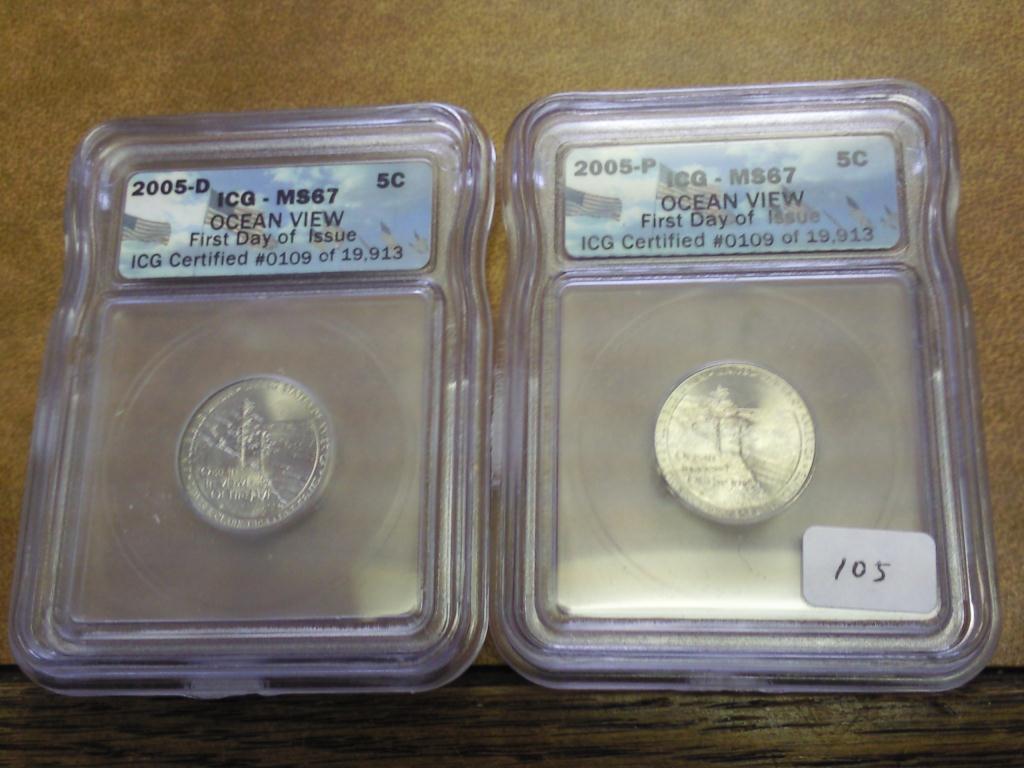 2005-D ICG - MS67 5C
OCEAN VIEW
First Day of Issue
ICG Certified #0109 of 19,913
2005-P ICG - MS67 5C
OCEAN VIEW
First Day of Issue
ICG Certified #0109 of 19,913
105